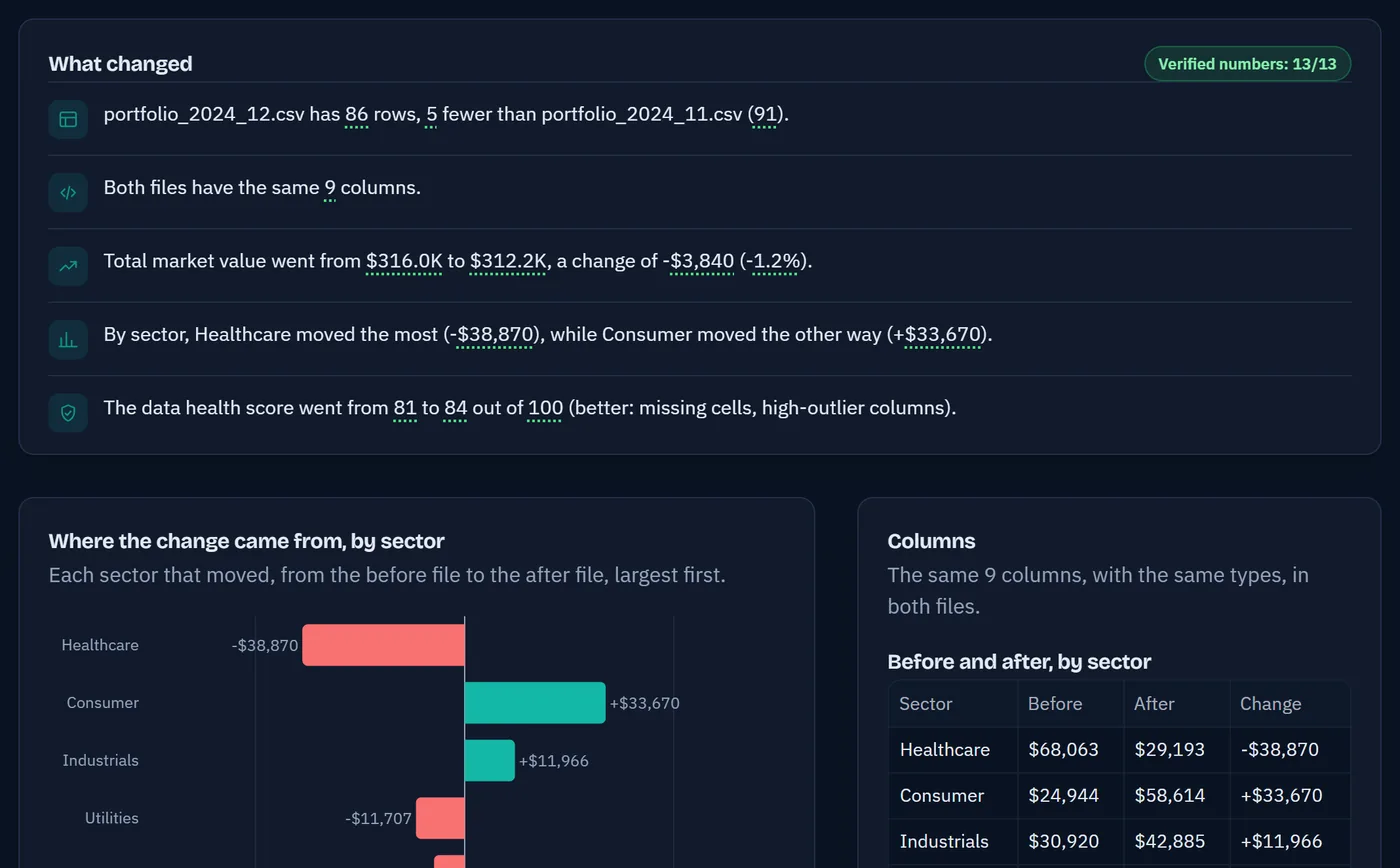 What changed
Verified numbers: 13/13
portfolio_2024_12.csv has 86 rows, 5 fewer than portfolio_2024_11.csv (91).
Both files have the same 9 columns.
Total market value went from $316.0K to $312.2K, a change of -$3,840 (-1.2%).
By sector, Healthcare moved the most (-$38,870), while Consumer moved the other way (+$33,670).
The data health score went from 81 to 84 out of 100 (better: missing cells, high-outlier columns).
Where the change came from, by sector
Each sector that moved, from the before file to the after file, largest first.
Healthcare -$38,870
Consumer +$33,670
Industrials +$11,966
Utilities -$11,707
Columns
The same 9 columns, with the same types, in
both files.
Before and after, by sector
Sector Before After Change
Healthcare $68,063 $29,193 -$38,870
Consumer $24,944 $58,614 +$33,670
Industrials $30,920 $42,885 +$11,966